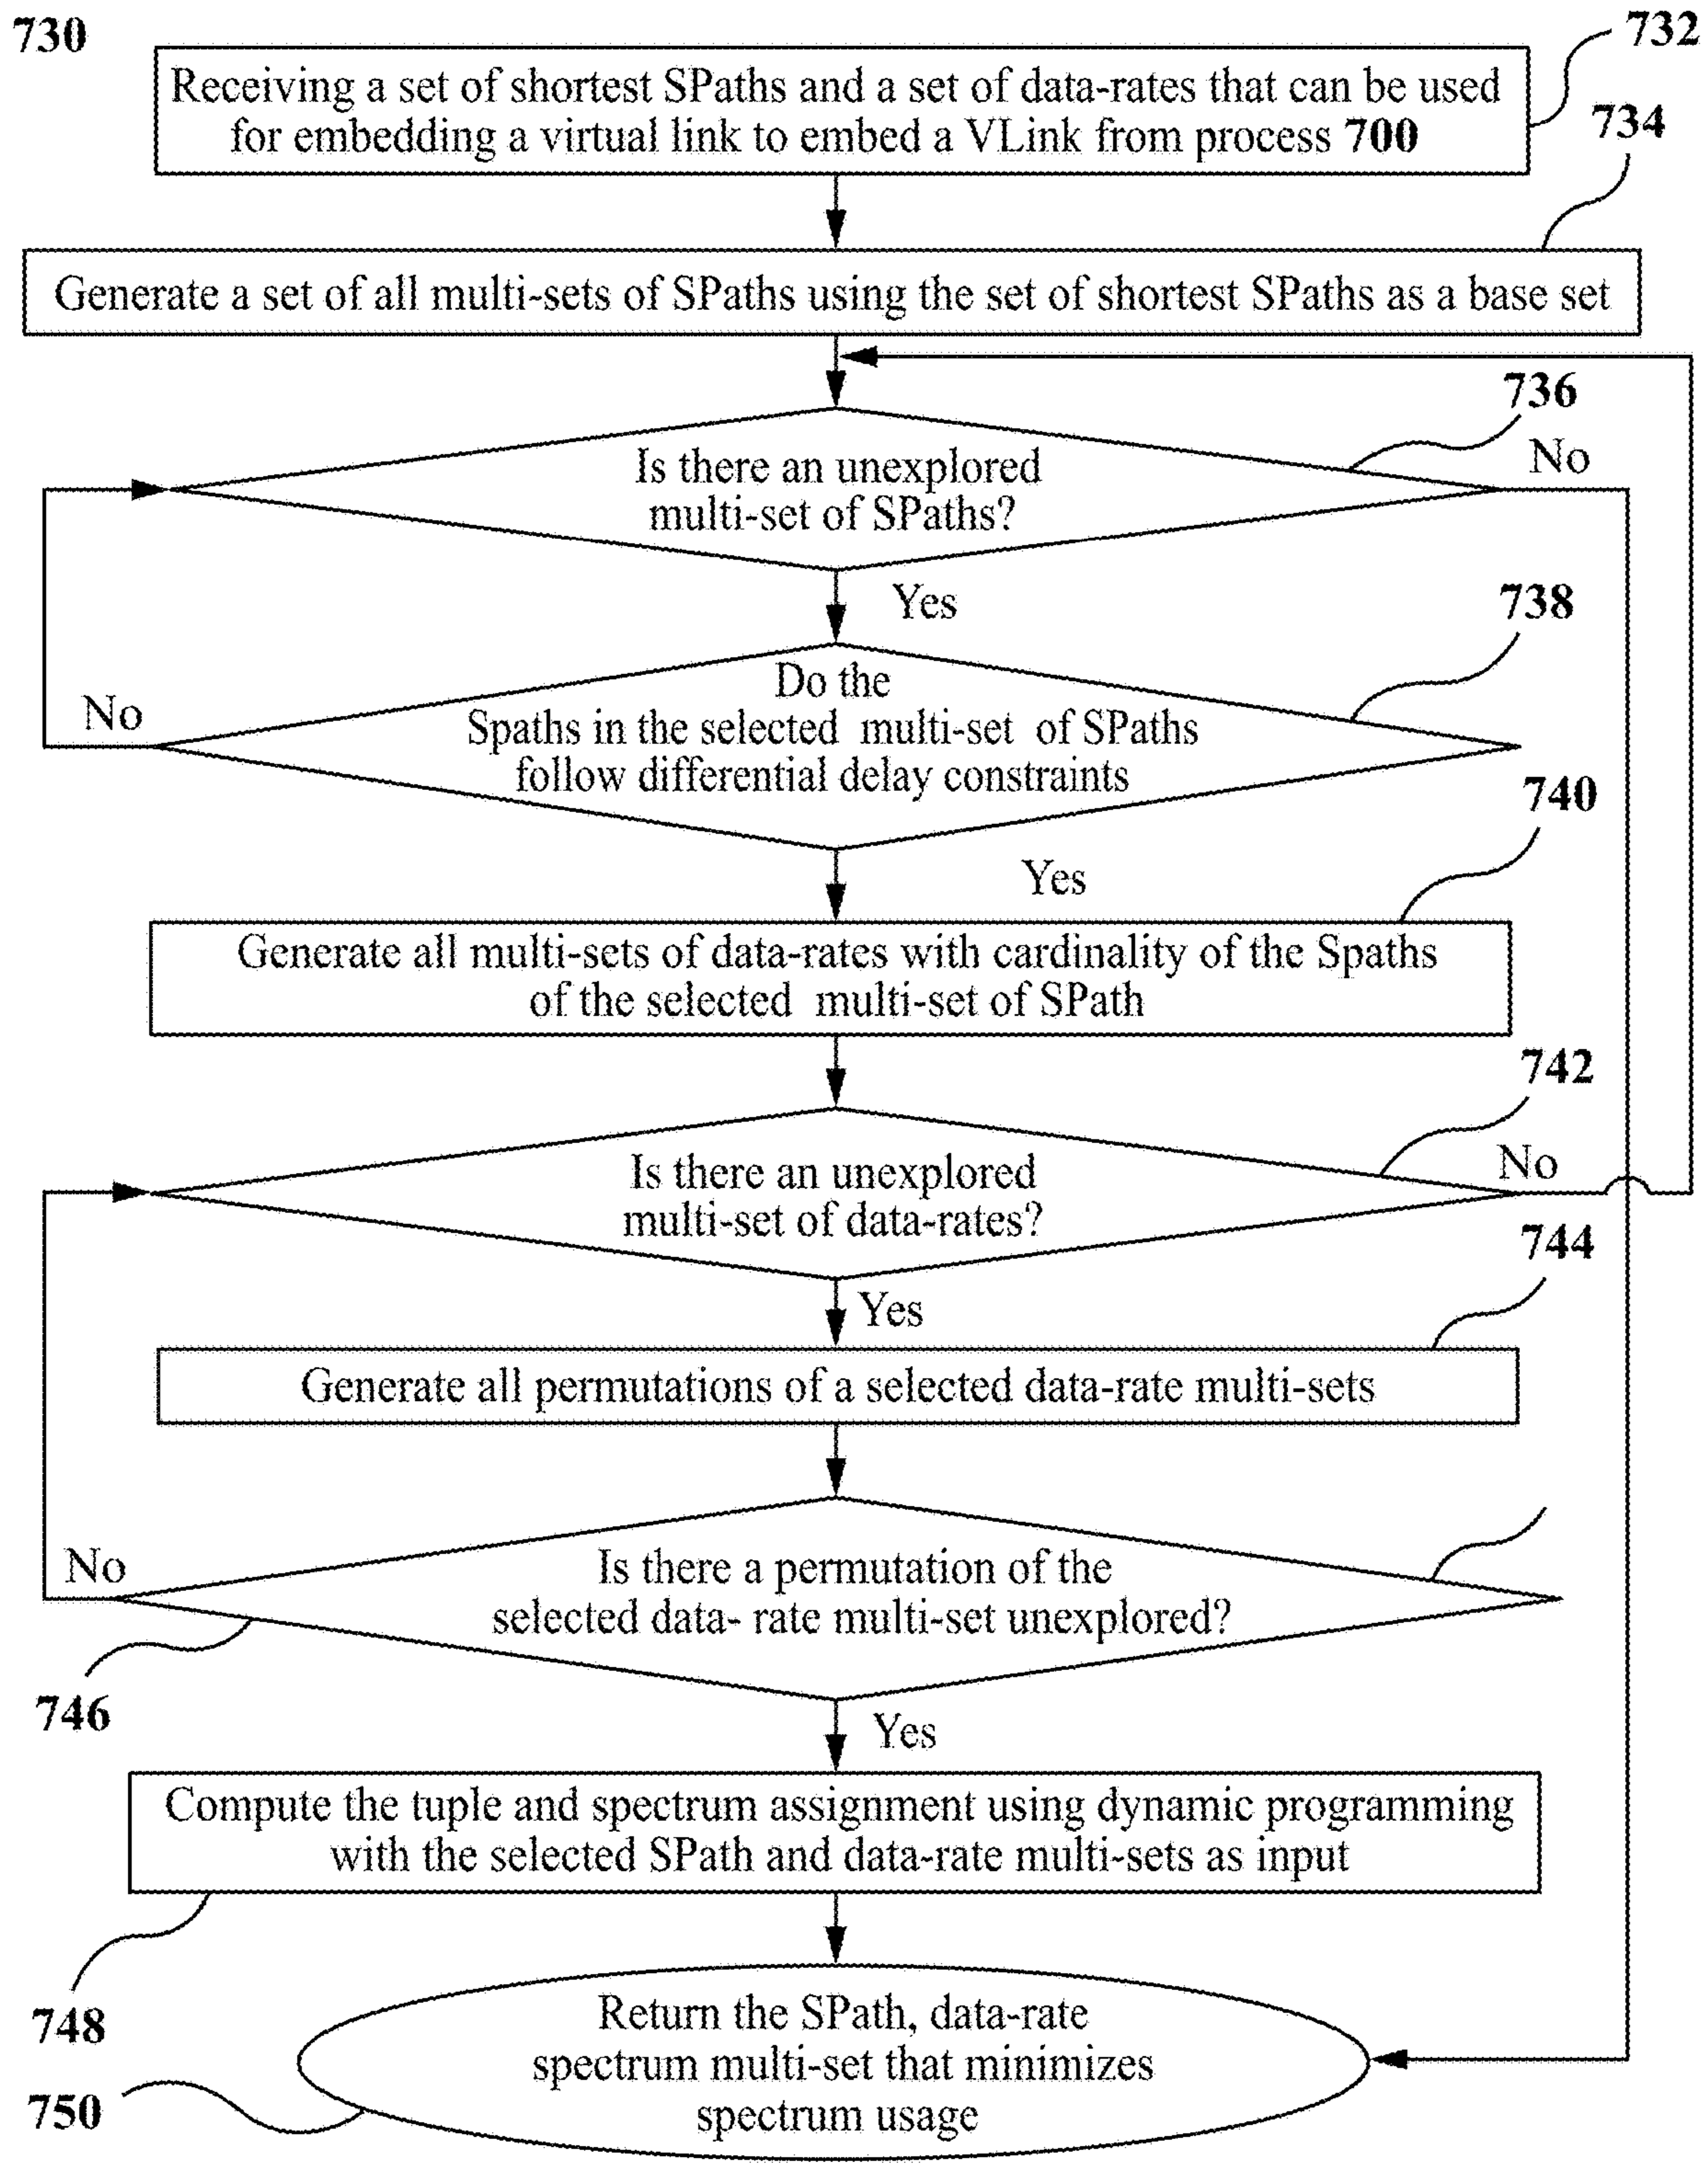 730
732
Receiving a set of shortest SPaths and a set of data-rates that can be used
for embedding a virtual link to embed a VLink from process 700
734
Generate a set of all multi-sets of SPaths using the set of shortest SPaths as a base set
736
No
Is there an unexplored
multi-set of SPaths?
Yes
738
No
Do the
Spaths in the selected multi-set of SPaths
follow differential delay constraints
740
Yes
Generate all multi-sets of data-rates with cardinality of the Spaths
of the selected multi-set of SPath
742
No
Is there an unexplored
multi-set of data-rates?
744
Yes
Generate all permutations of a selected data-rate multi-sets
No
Is there a permutation of the
selected data- rate multi-set unexplored?
746
Yes
Compute the tuple and spectrum assignment using dynamic programming
with the selected SPath and data-rate multi-sets as input
748
Return the SPath, data-rate
spectrum multi-set that minimizes
spectrum usage
750